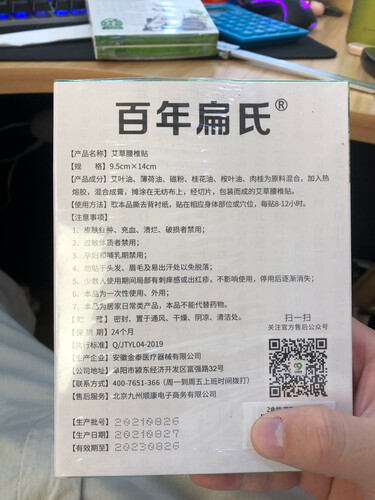 百年扁氏®
【产品名称】艾草腰椎贴
【规 格】9.5cm×14cm
【产品成分】艾叶油、薄荷油、磁粉、桂花油、桉叶油、肉桂为原料混合，加入热
熔胶，混合成膏，摊涂在无纺布上，经切片，包装而成的艾草腰椎贴。
【使用方法】取本品撕去背衬纸，贴在相应身体部位或穴位，每贴8-12小时。
【注意事项】
1、皮肤红肿、充血、溃烂、破损者禁用；
2、过敏体质者禁用；
3、孕妇和哺乳期禁用；
4、勿贴于头发、眉毛及易出汗处以免脱落；
5、少数人使用期间局部有刺痒感或出红疹，不影响使用，停用后逐渐消失；
6、本品为一次性使用、外用；
7、本品为居家日常类产品，本品不能代替药物。
【贮 藏】密封，置于通风、干燥、阴凉、清洁处。
【保 质 期】24个月
【执行标准】Q/JTYL04-2019
【生产企业】安徽金泰医疗器械有限公司
【公司地址】阜阳市颍东经济开发区富强路32号
【联系方式】400-7651-366（周一到周五上班时间拨打）
【售后服务】北京九州顺康电子商务有限公司
扫一扫
关注官方售后公众号
【生产批号】20210826
【生产日期】20210827
【有效期至】20230826